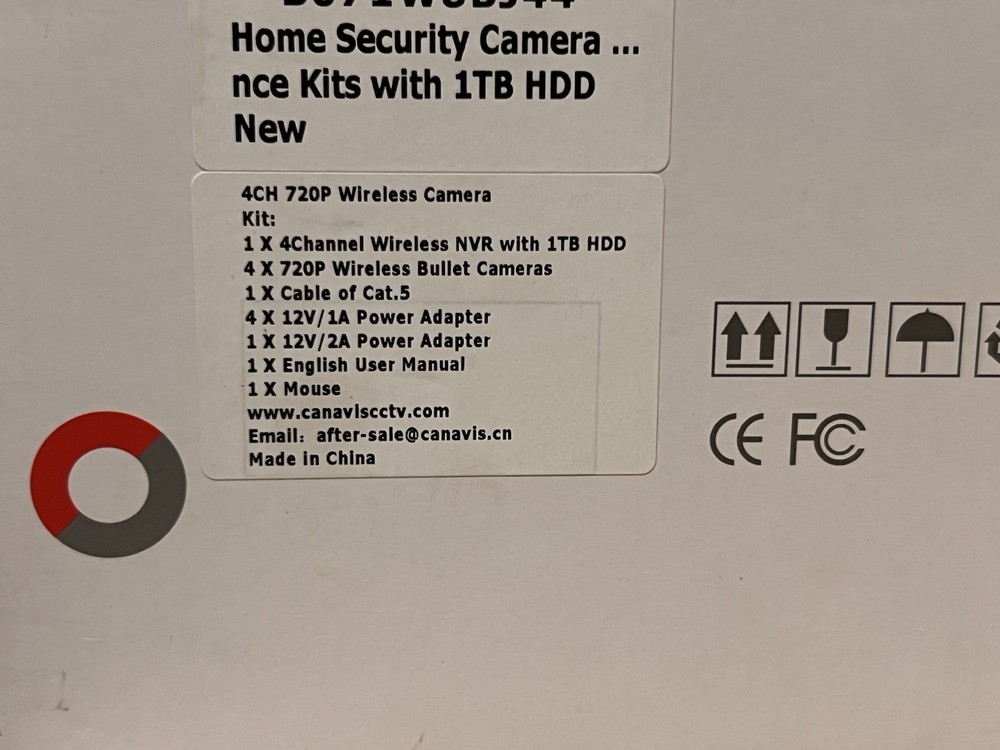 Home Security Camera ...
nce Kits with 1TB HDD
New
4CH 720P Wireless Camera
Kit:
1 X 4Channel Wireless NVR with 1TB HDD
4 X 720P Wireless Bullet Cameras
1 X Cable of Cat.5
4 X 12V/1A Power Adapter
1 X 12V/2A Power Adapter
1 X English User Manual
1 X Mouse
www.canaviscctv.com
Email: after-sale@canavis.cn
Made in China
CE FC